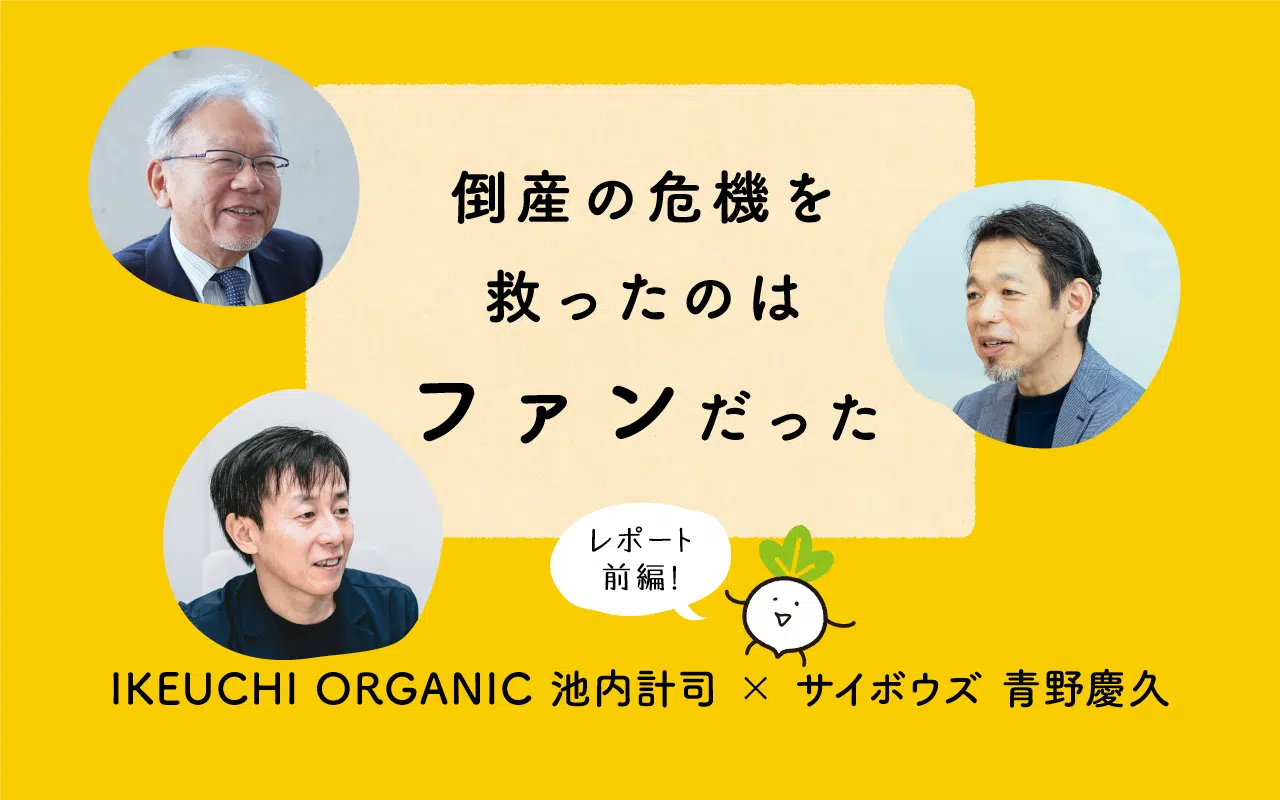 倒産の危機を
救ったのは
ファンだった
レポート
前編!
IKEUCHI ORGANIC 池内計司 × サイボウズ 青野慶久